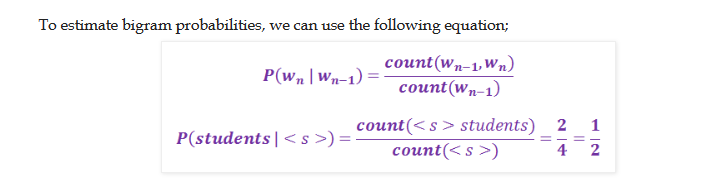 To estimate bigram probabilities, we can use the following equation;
P(wₙ | wₙ₋₁) = count(wₙ₋₁,wₙ) / count(wₙ₋₁)
P(students | < s >) = count(< s > students) / count(< s >) = 2 / 4 = 1 / 2